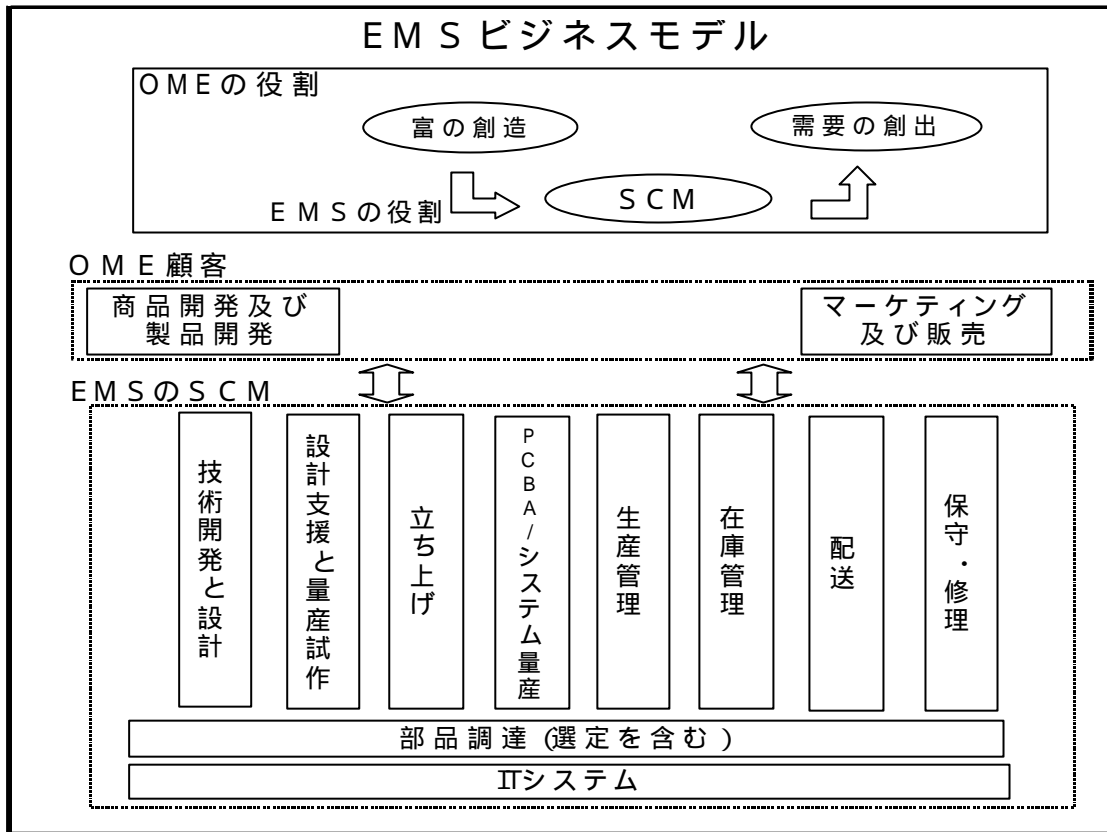 EMSビジネスモデル
OMEの役割
富の創造
需要の創出
SCM
EMSの役割
OME顧客
商品開発及び
製品開発
マーケティング
及び販売
EMSのSCM
技術開発と設計
設計支援と量産試作
立ち上げ
PCBA/システム量産
生産管理
在庫管理
配送
保守・修理
部品調達(選定を含む)
ITシステム